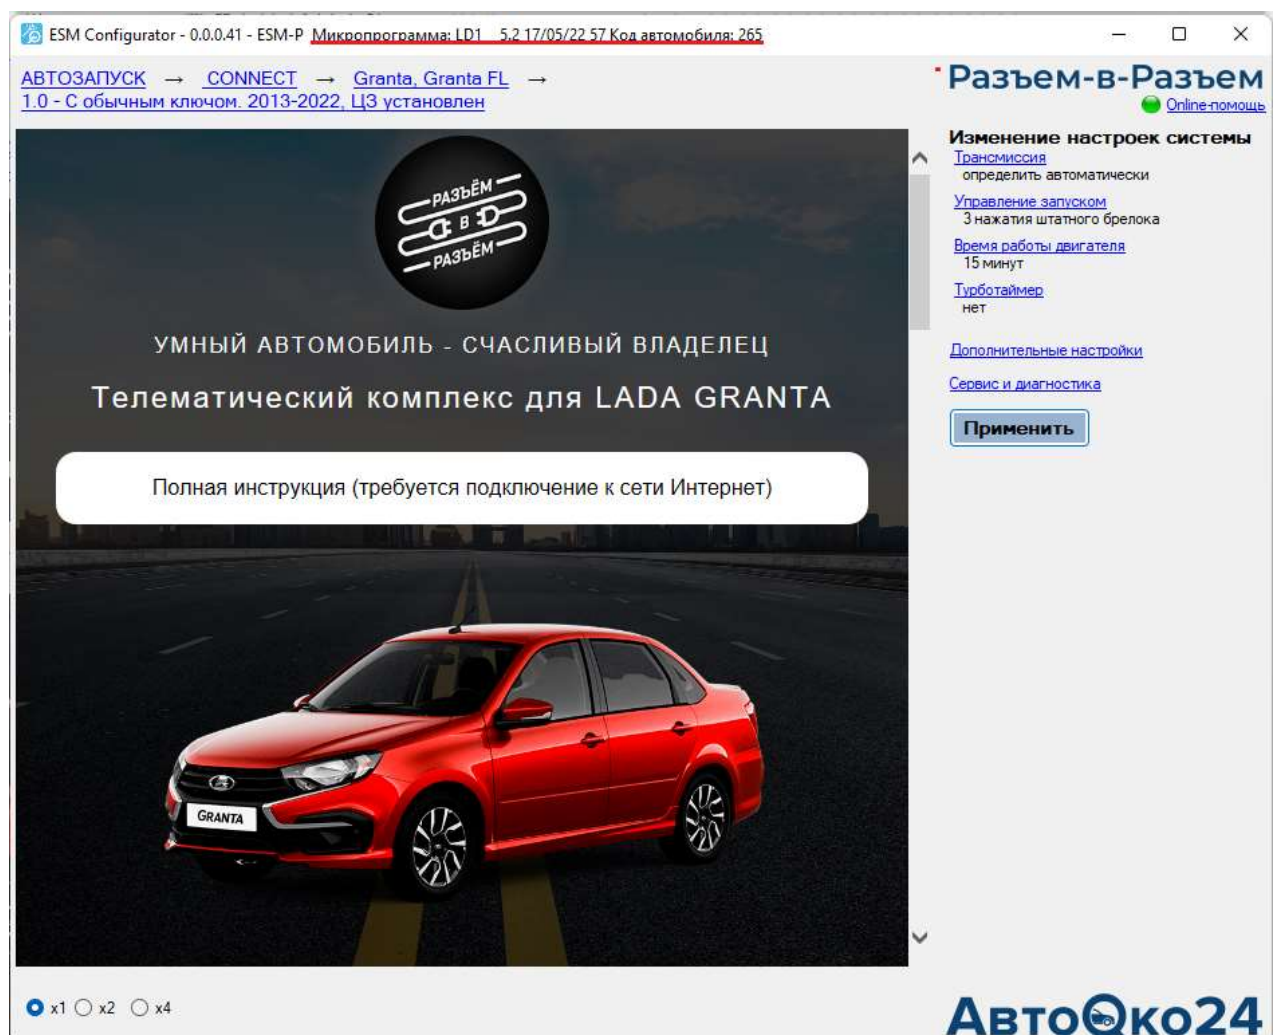 ESM Configurator - 0.0.0.41 - ESM-P Микропрограмма: LD1 5.2 17/05/22 57 Код автомобиля: 265
АВТОЗАПУСК → CONNECT → Granta, Granta FL →
1.0 - С обычным ключом. 2013-2022, ЦЗ установлен
РАЗЪЁМ
В
РАЗЪЁМ
УМНЫЙ АВТОМОБИЛЬ - СЧАСЛИВЫЙ ВЛАДЕЛЕЦ
Телематический комплекс для LADA GRANTA
Полная инструкция (требуется подключение к сети Интернет)
GRANTA
x1 x2 x4
Разъем-в-Разъем
Online-помощь
Изменение настроек системы
Трансмиссия
определить автоматически
Управление запуском
3 нажатия штатного брелока
Время работы двигателя
15 минут
Турботаймер
нет
Дополнительные настройки
Сервис и диагностика
Применить
АвтоОко24